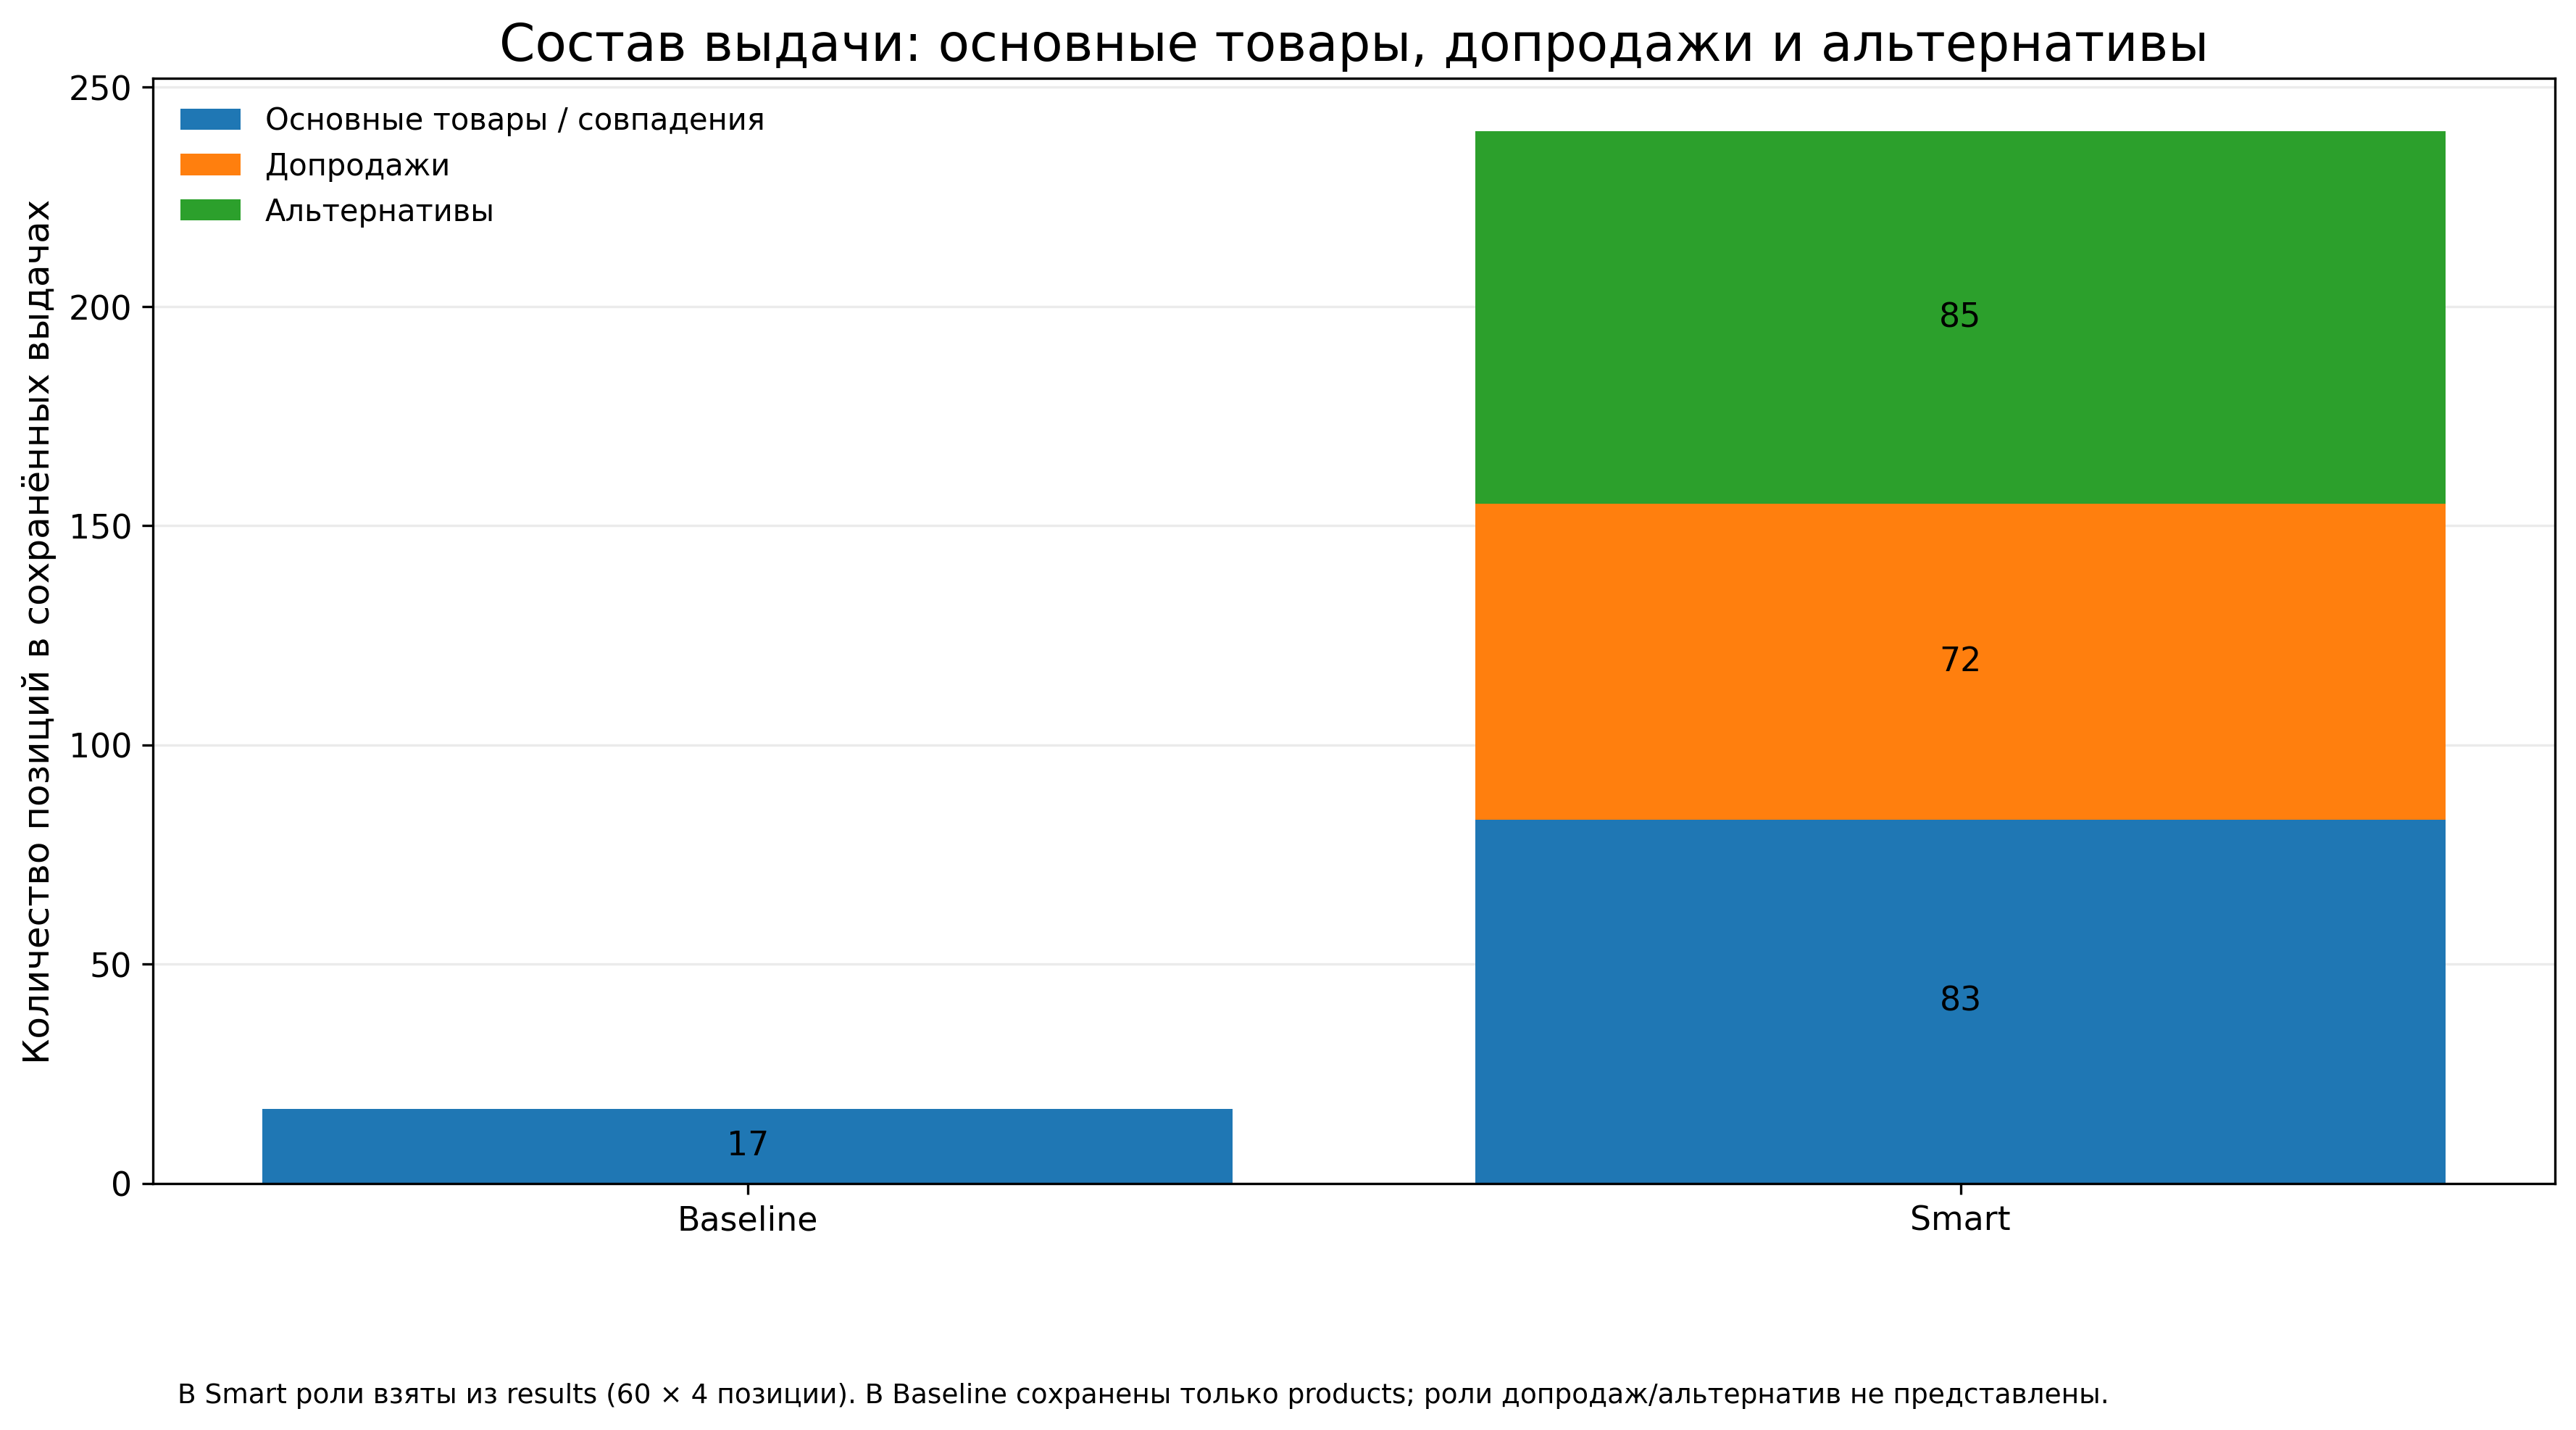 Состав выдачи: основные товары, допродажи и альтернативы
Количество позиций в сохранённых выдачах
250
200
150
100
50
0
Основные товары / совпадения
Допродажи
Альтернативы
85
72
83
17
Baseline
Smart
В Smart роли взяты из results (60 × 4 позиции). В Baseline сохранены только products; роли допродаж/альтернатив не представлены.